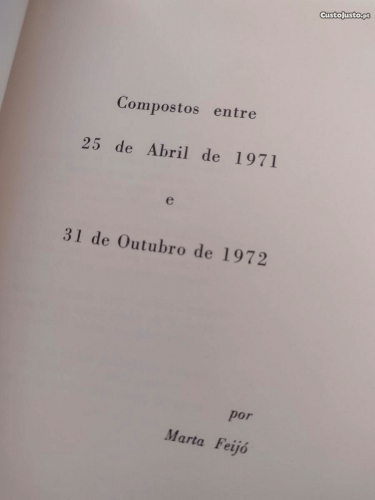 CustoJusto.pt
Compostos entre
25 de Abril de 1971
e
31 de Outubro de 1972
por
Marta Feijó